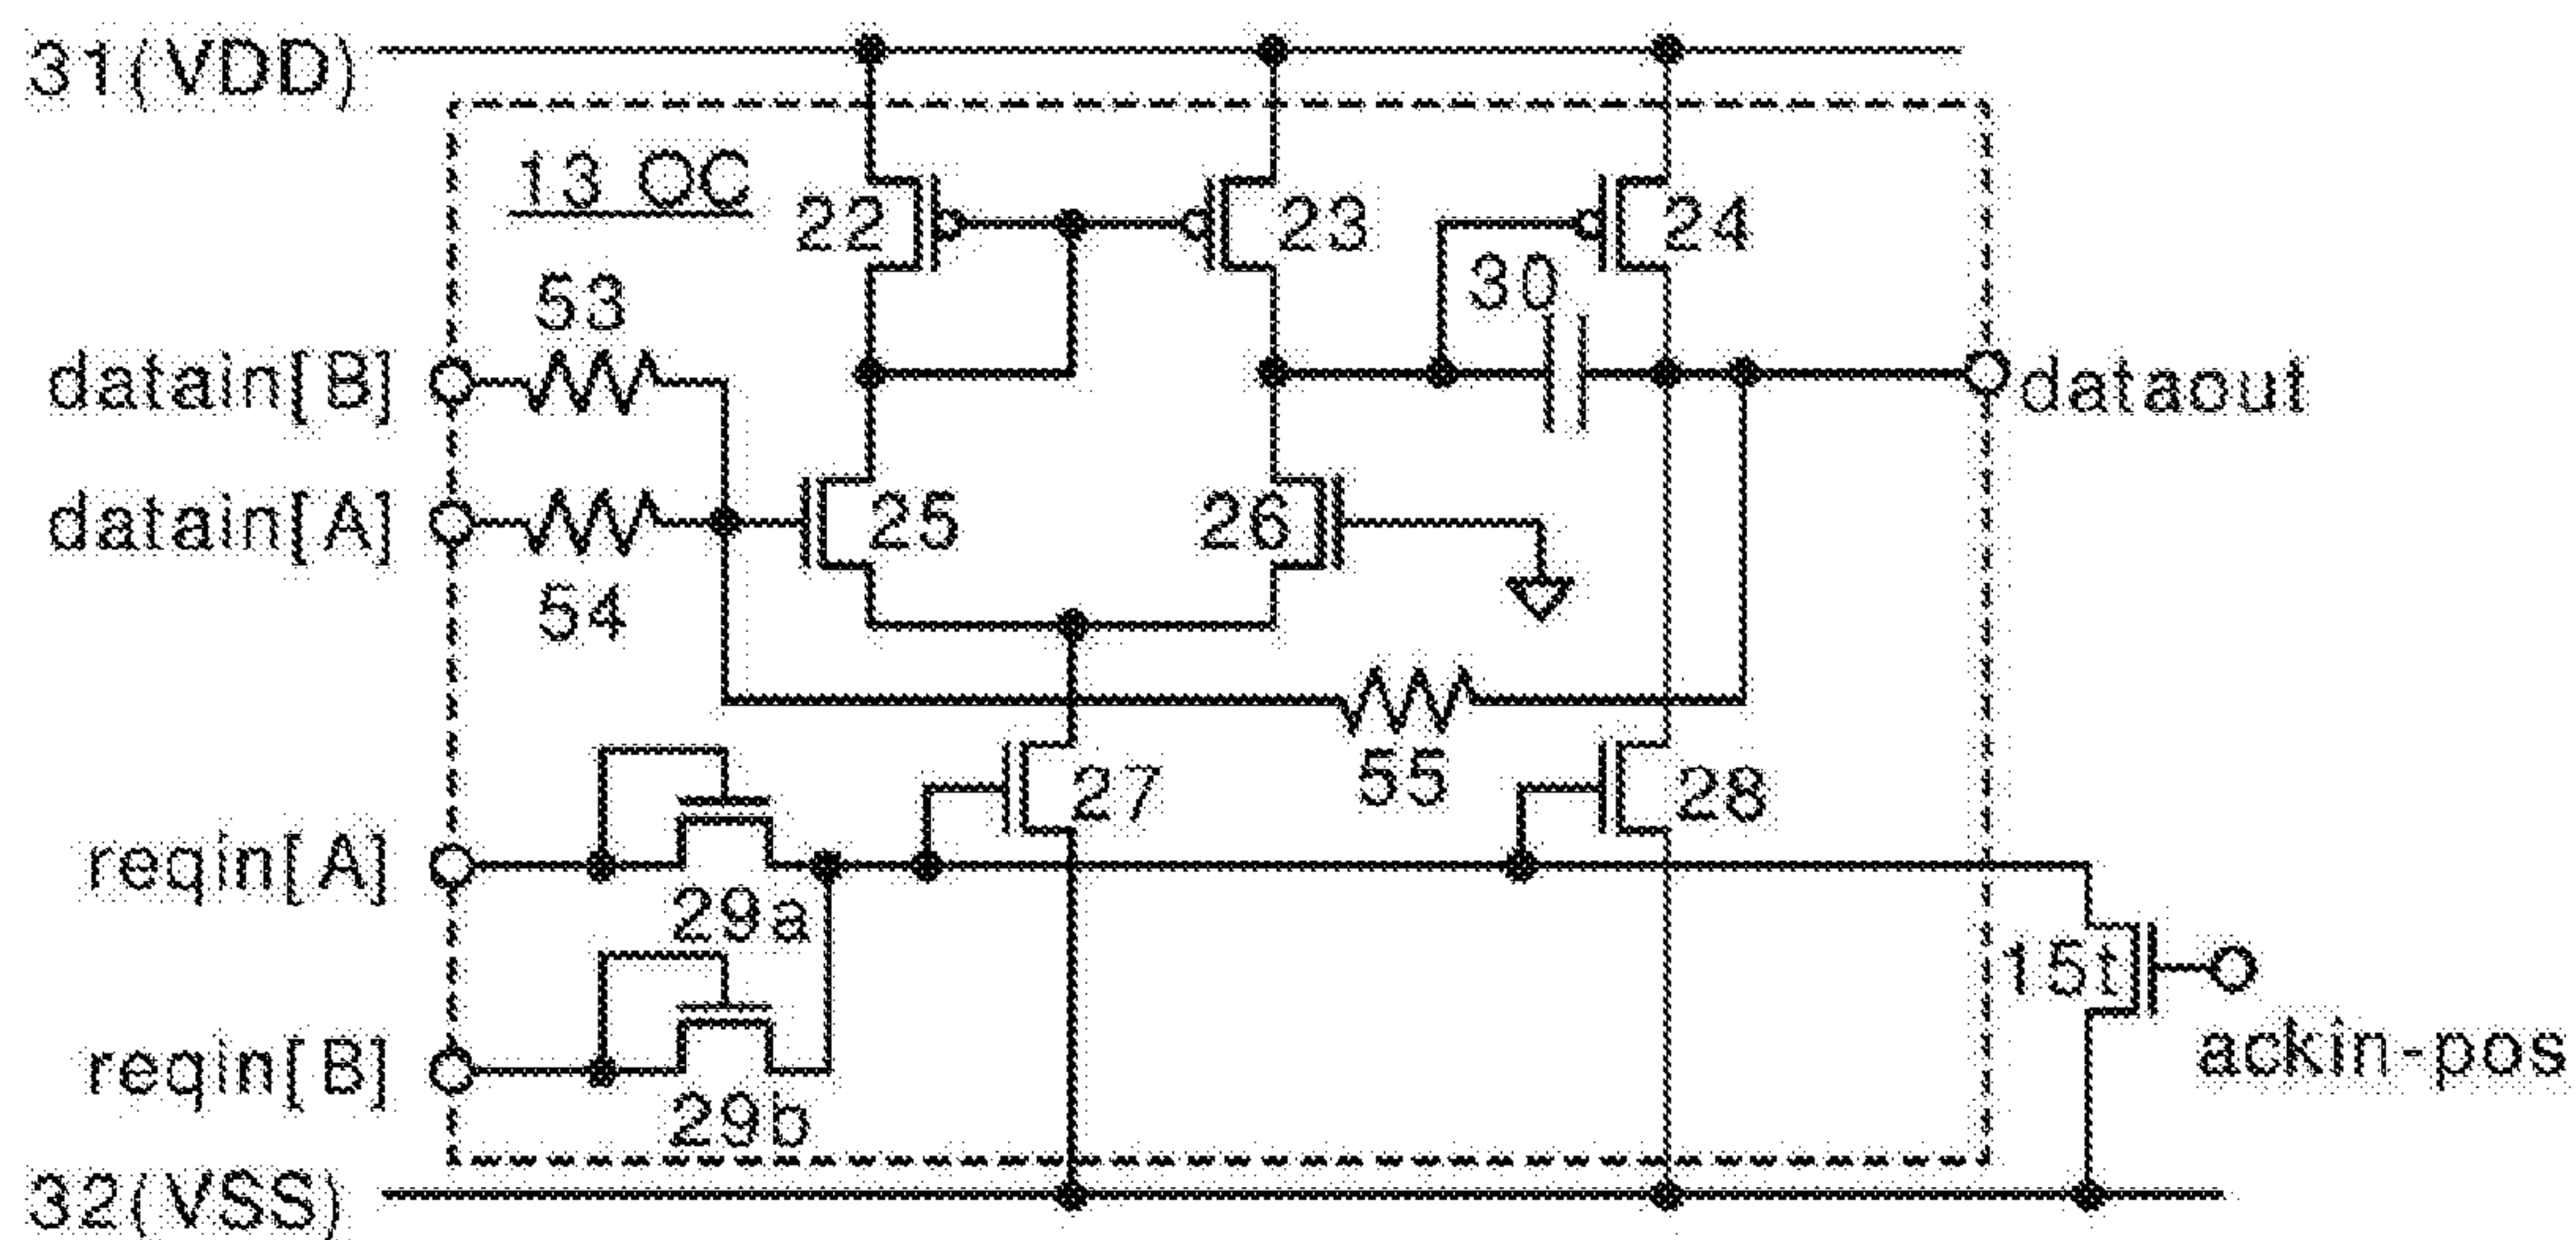 31(VDD)
13 OC
22
23
24
53
30
datain[B]
dataout
datain[A]
25
26
54
55
27
28
reqin[A]
29a
15t
reqin[B]
ackin-pos
29b
32(VSS)